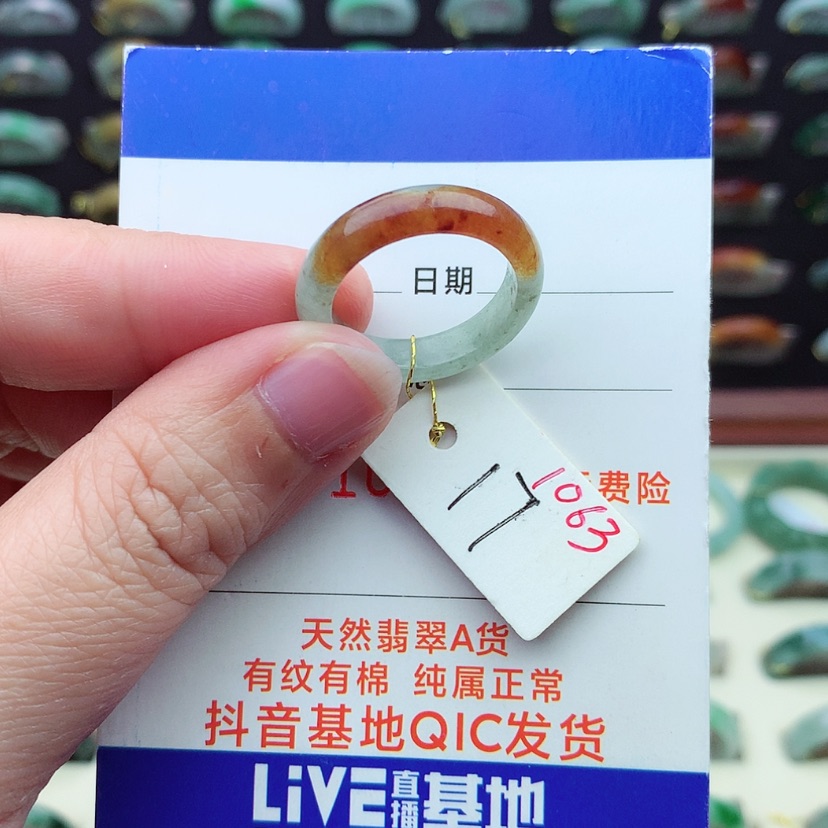 日期
17
1063
费险
天然翡翠A货
有纹有棉 纯属正常
抖音基地QIC发货
LiVE直播基地